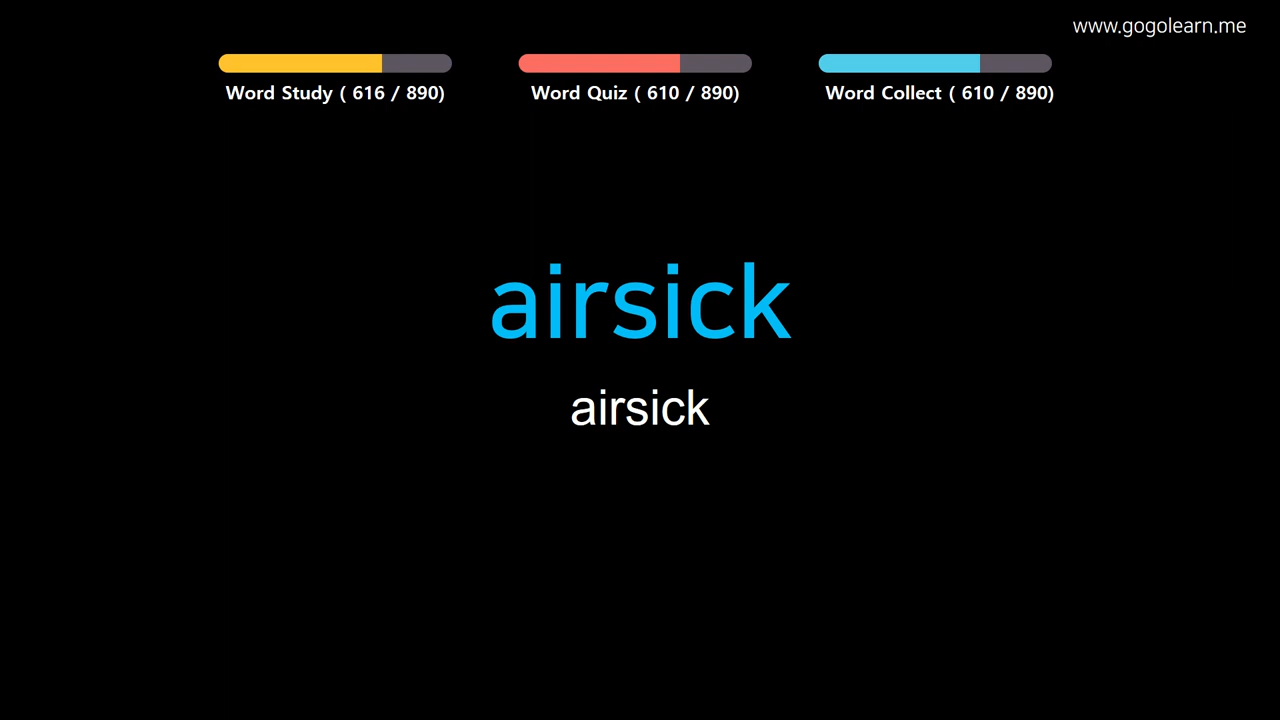 www.gogolearn.me
Word Study ( 616 / 890)
Word Quiz ( 610 / 890)
Word Collect ( 610 / 890)
airsick
airsick